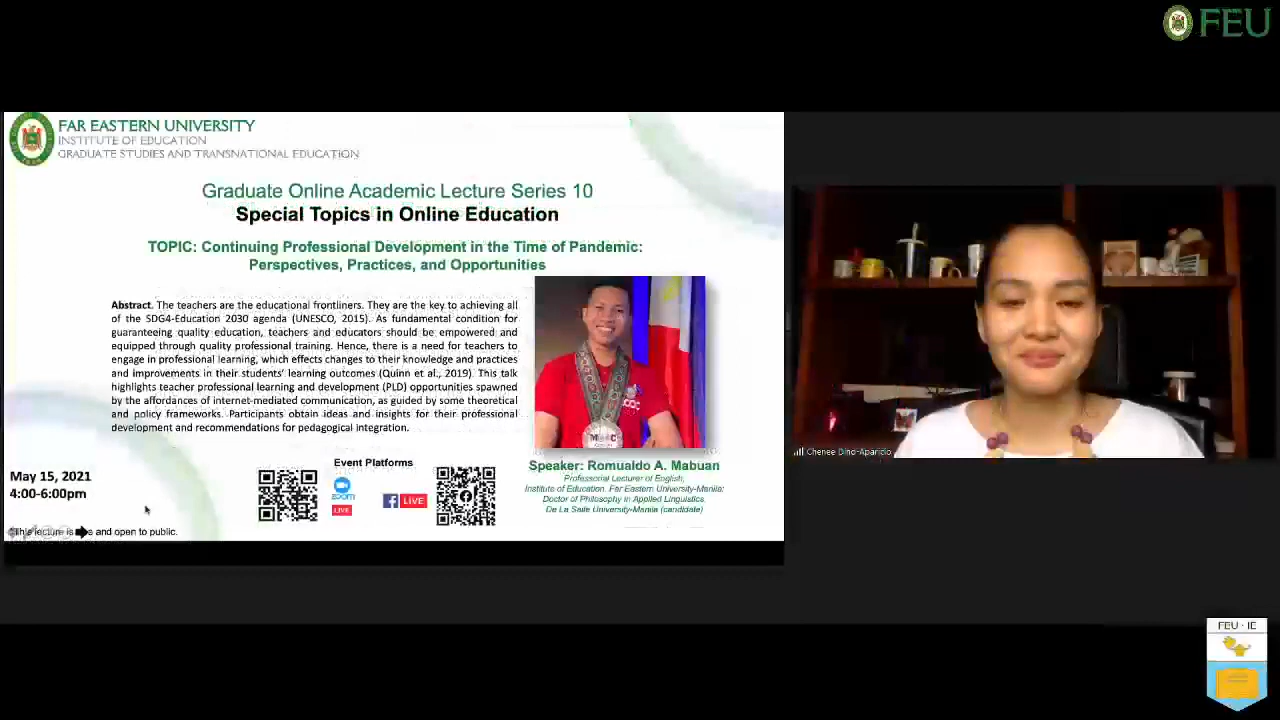 FEU
FAR EASTERN UNIVERSITY
INSTITUTE OF EDUCATION
GRADUATE STUDIES AND TRANSNATIONAL EDUCATION
Graduate Online Academic Lecture Series 10
Special Topics in Online Education
TOPIC: Continuing Professional Development in the Time of Pandemic:
Perspectives, Practices, and Opportunities
Abstract. The teachers are the educational frontliners. They are the key to achieving all
of the SDG4-Education 2030 agenda (UNESCO, 2015). As fundamental condition for
guaranteeing quality education, teachers and educators should be empowered and
equipped through quality professional training. Hence, there is a need for teachers to
engage in professional learning, which effects changes to their knowledge and practices
and improvements in their students' learning outcomes (Quinn et al., 2019). This talk
highlights teacher professional learning and development (PLD) opportunities spawned
by the affordances of internet-mediated communication, as guided by some theoretical
and policy frameworks. Participants obtain ideas and insights for their professional
development and recommendations for pedagogical integration.
Event Platforms
zoom
LIVE
LIVE
Speaker: Romualdo A. Mabuan
Professorial Lecturer of English,
Institute of Education, Far Eastern University-Manila;
Doctor of Philosophy in Applied Linguistics,
De La Salle University-Manila (candidate)
May 15, 2021
4:00-6:00pm
This lecture is and open to public.
Chenee Dino-Aparicio
FEU · IE